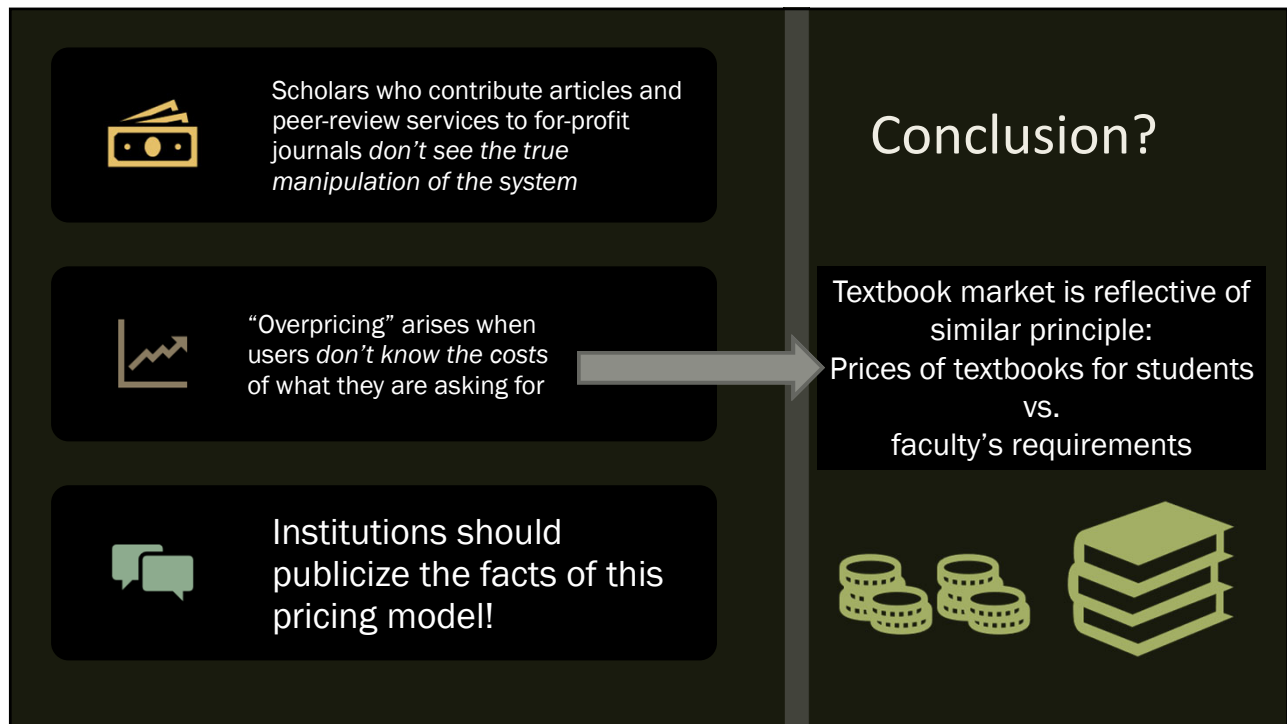 Scholars who contribute articles and
peer-review services to for-profit
journals don’t see the true
manipulation of the system
“Overpricing” arises when
users don’t know the costs
of what they are asking for
Institutions should
publicize the facts of this
pricing model!
Conclusion?
Textbook market is reflective of
similar principle:
Prices of textbooks for students
vs.
faculty’s requirements